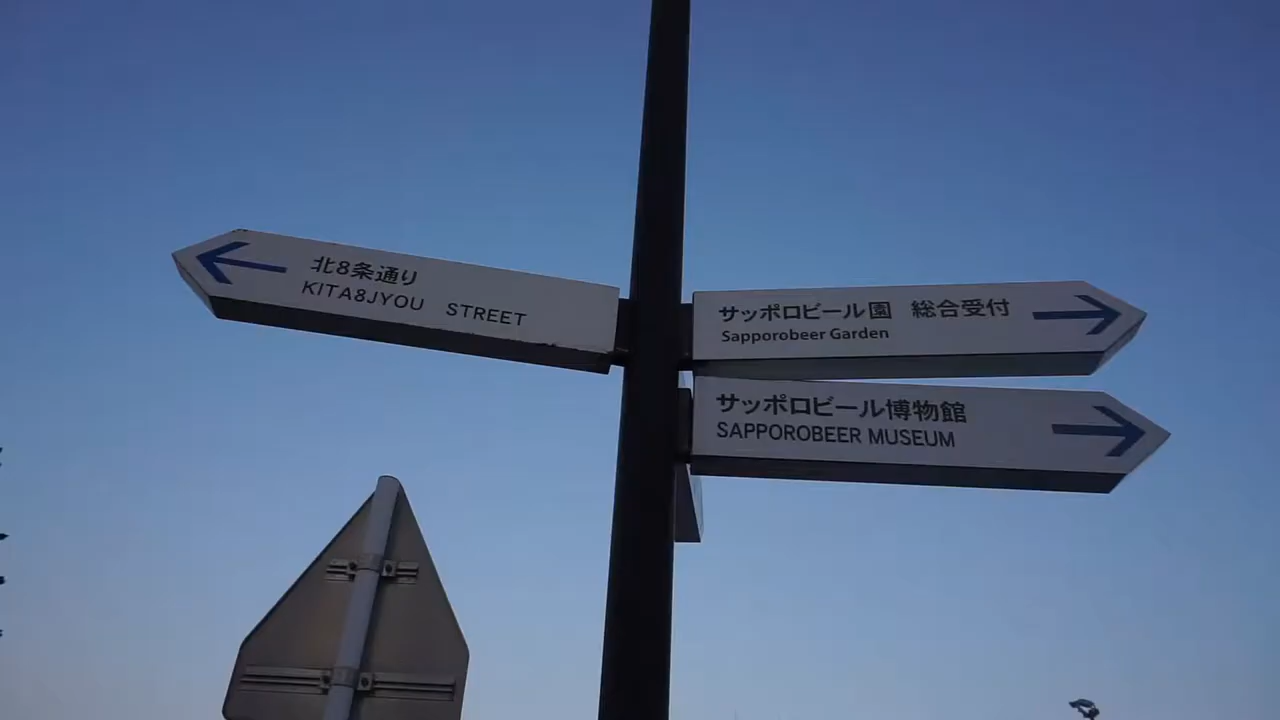 北8条通り
KITA8JYOU STREET
サッポロビール園 総合受付
Sapporobeer Garden
サッポロビール博物館
SAPPOROBEER MUSEUM